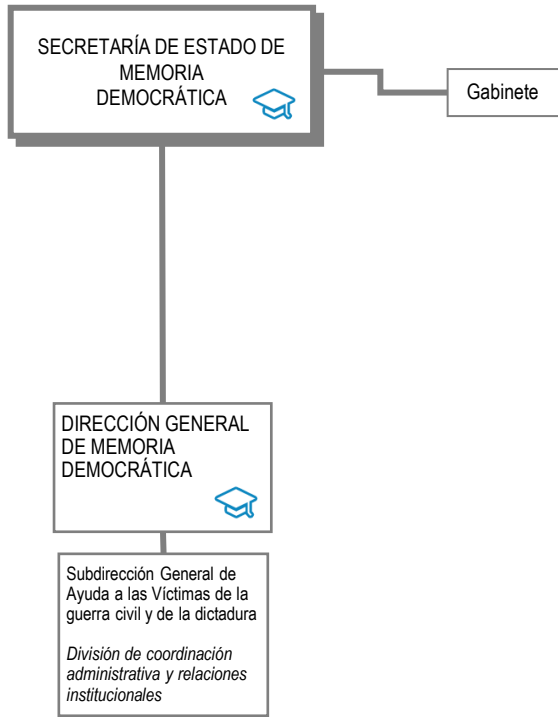 SECRETARÍA DE ESTADO DE
MEMORIA
DEMOCRÁTICA
Gabinete
DIRECCIÓN GENERAL
DE MEMORIA
DEMOCRÁTICA
Subdirección General de
Ayuda a las Víctimas de la
guerra civil y de la dictadura
División de coordinación
administrativa y relaciones
institucionales